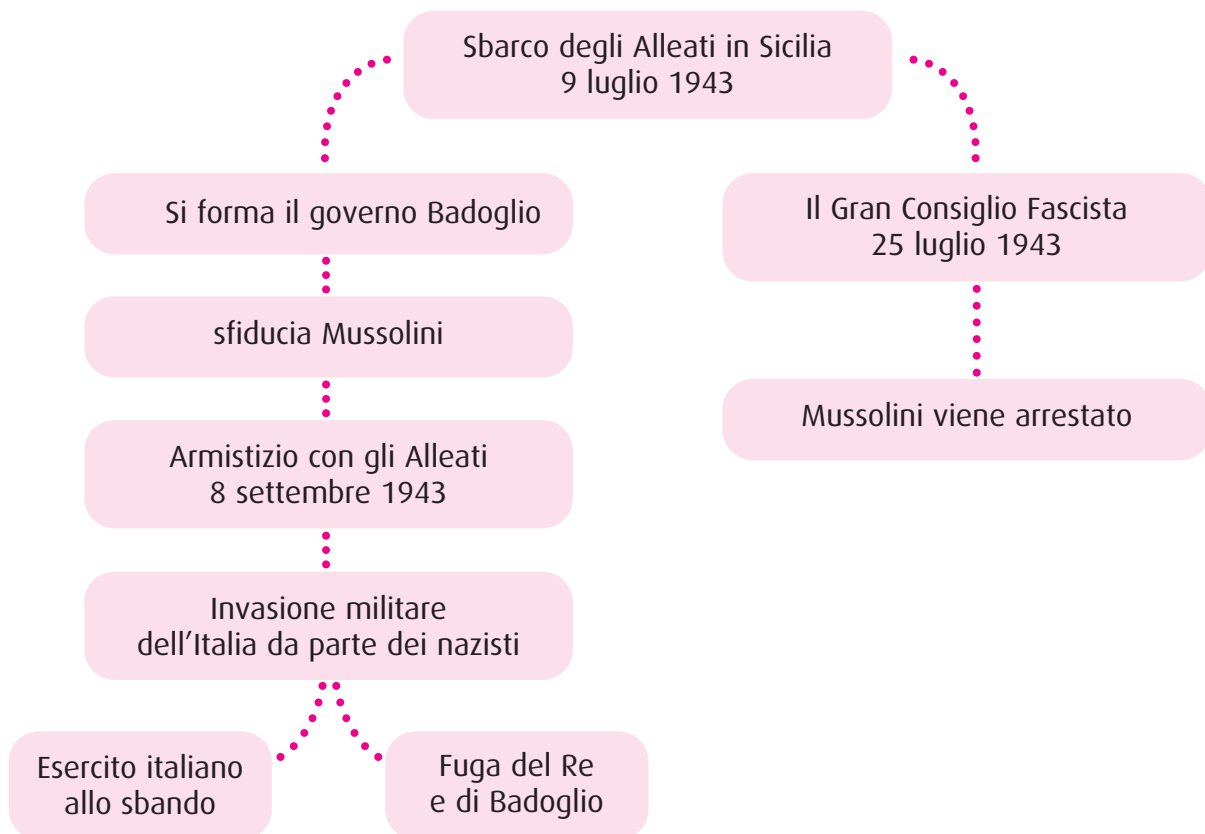 Sbarco degli Alleati in Sicilia
9 luglio 1943
Si forma il governo Badoglio
sfiducia Mussolini
Armistizio con gli Alleati
8 settembre 1943
Invasione militare
dell'Italia da parte dei nazisti
Esercito italiano
allo sbando
Fuga del Re
e di Badoglio
Il Gran Consiglio Fascista
25 luglio 1943
Mussolini viene arrestato